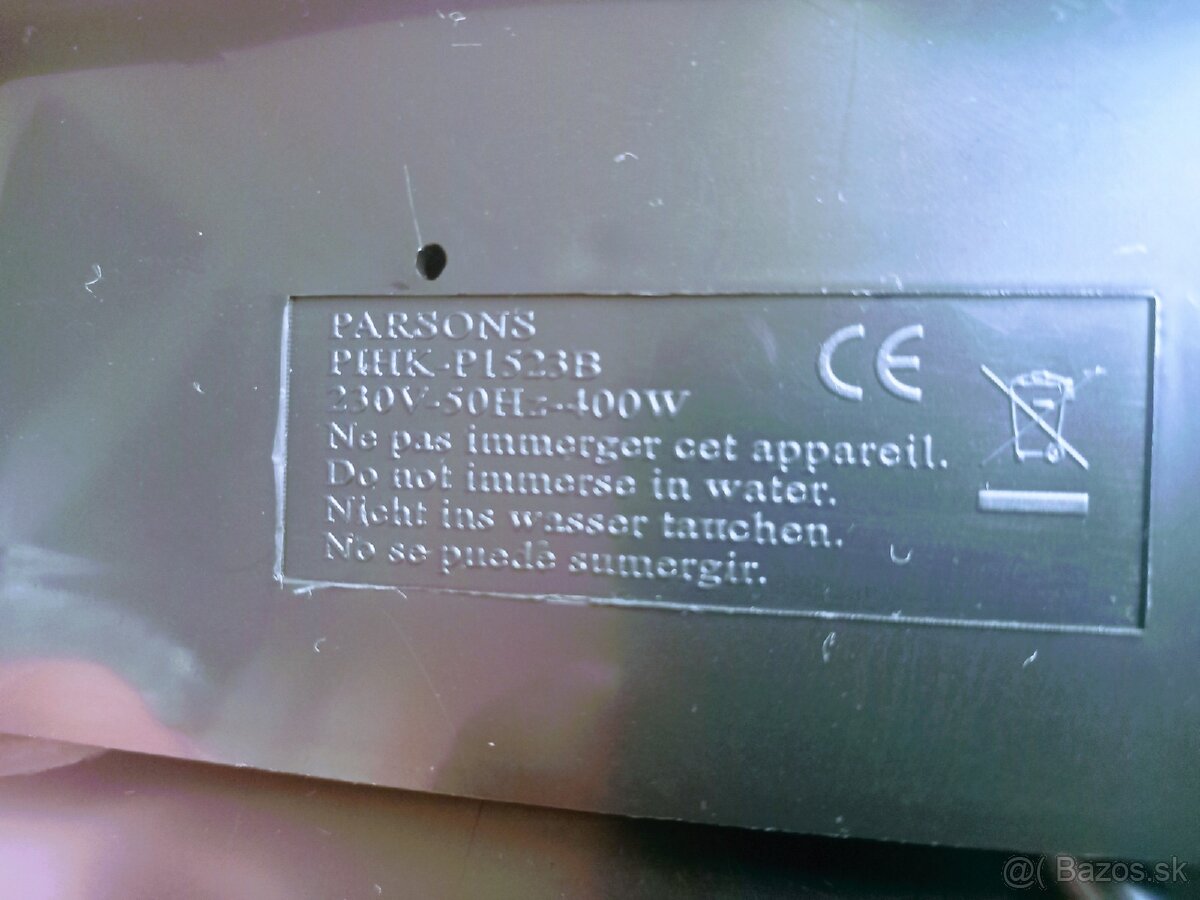 PARSONS
PIHK-P1523B
230V-50Hz-400W
Ne pas immerger cet appareil.
Do not immerse in water.
Nicht ins wasser tauchen.
No se puede sumergir.
CE
@( Bazos.sk